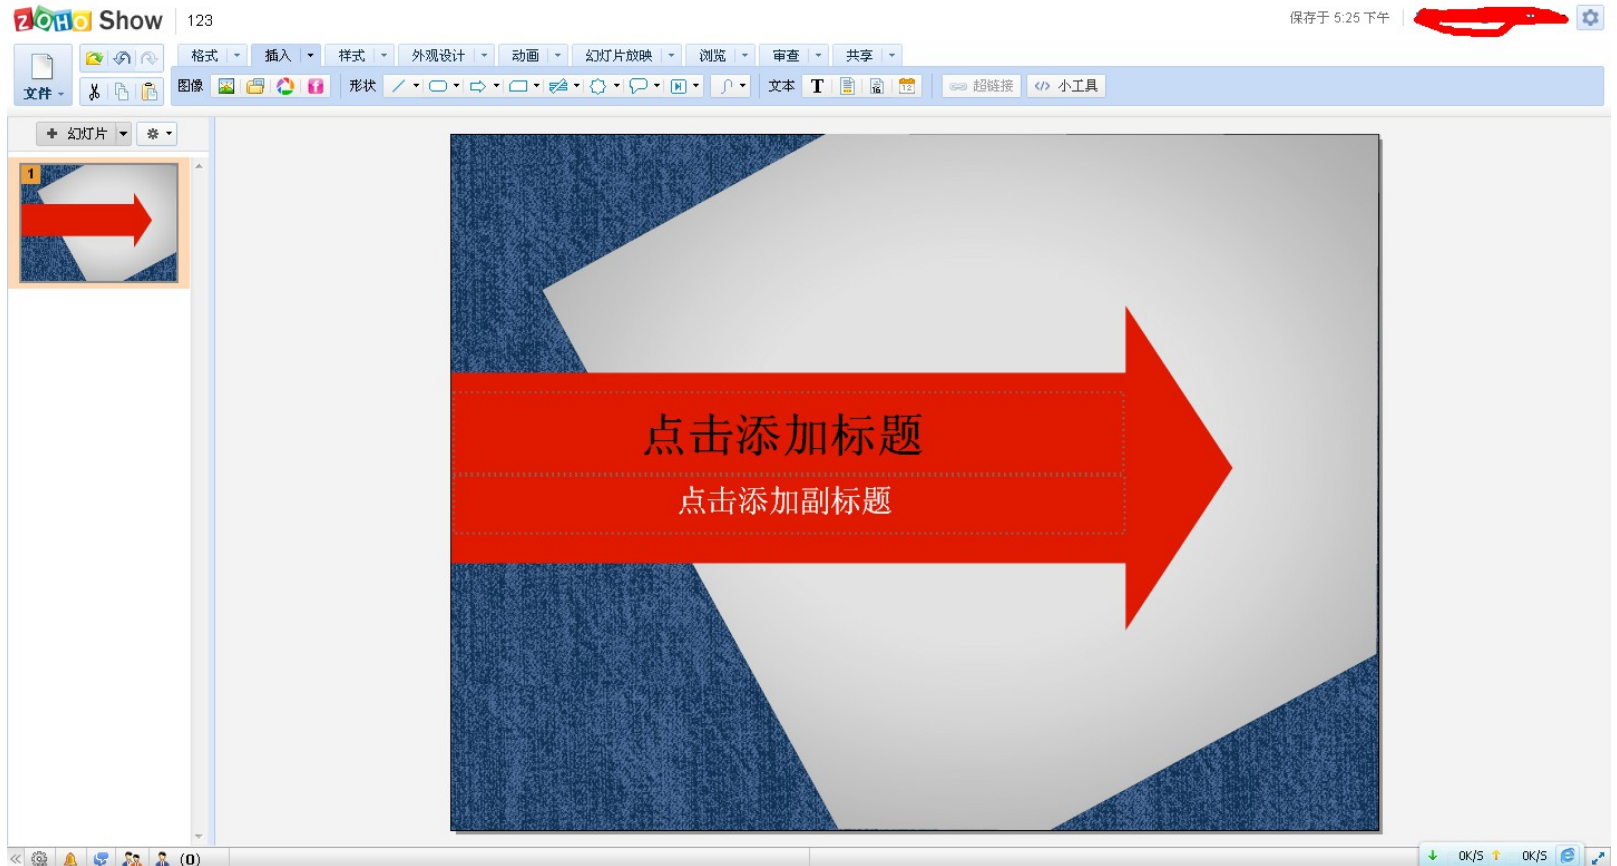 ZOHO Show 123
保存于 5:25 下午
格式 插入 样式 外观设计 动画 幻灯片放映 浏览 审查 共享
文件
图像 形状 文本 T 16 12 超链接 小工具
幻灯片
1
点击添加标题
点击添加副标题
(0)
0K/S 0K/S